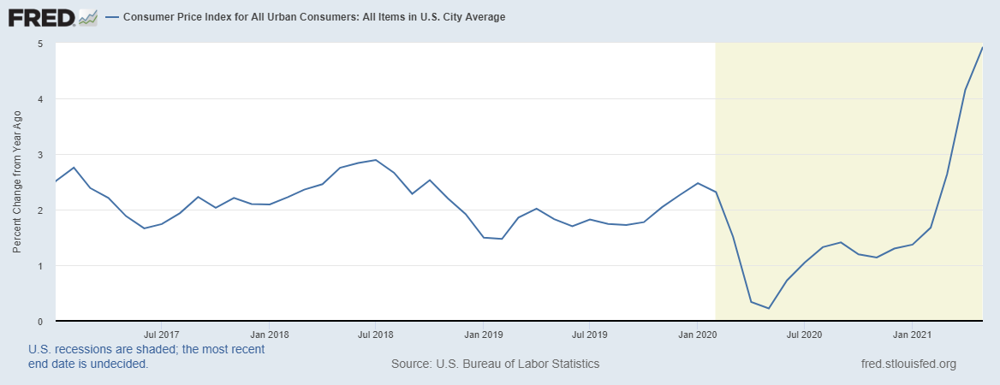 FRED
Consumer Price Index for All Urban Consumers: All Items in U.S. City Average
Percent Change from Year Ago
5
4
3
2
1
0
Jul 2017 Jan 2018 Jul 2018 Jan 2019 Jul 2019 Jan 2020 Jul 2020 Jan 2021
U.S. recessions are shaded; the most recent
end date is undecided.
Source: U.S. Bureau of Labor Statistics
fred.stlouisfed.org